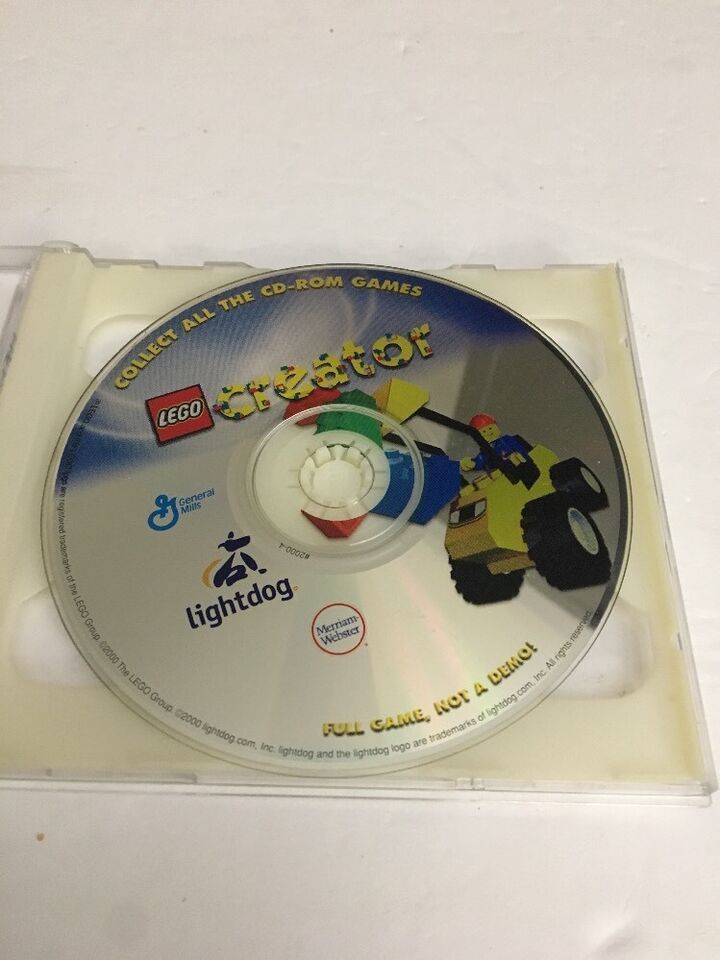 COLLECT ALL THE CD-ROM GAMES
LEGO creator
General
Mills
lightdog
Merriam-
Webster
#2000-4
FULL GAME, NOT A DEMO!
are registered trademarks of the LEGO Group. ©2000 The LEGO Group. ©2000 lightdog.com, Inc. lightdog and the lightdog logo are trademarks of lightdog.com, Inc. All rights reserved.